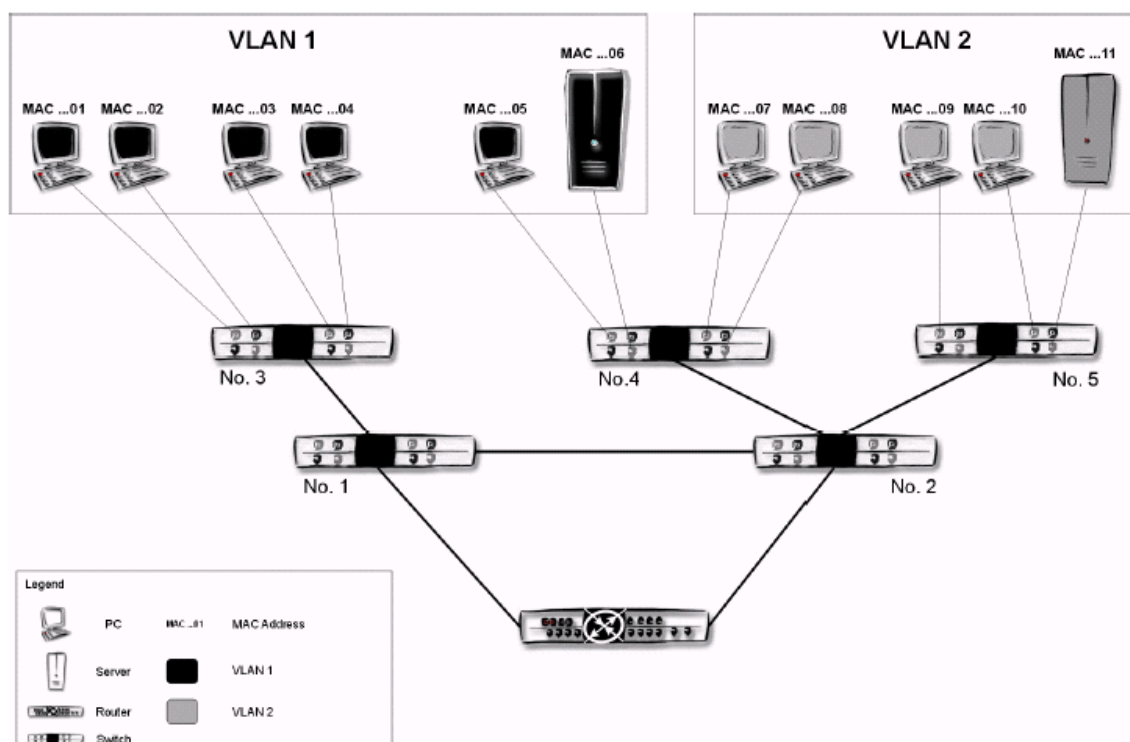 VLAN 1
VLAN 2
MAC ...06
MAC ...11
MAC ...01
MAC ...02
MAC ...03
MAC ...04
MAC ...05
MAC ...07
MAC ...08
MAC ...09
MAC ...10
No. 3
No.4
No. 5
No. 1
No. 2
Legend
PC
MAC ...01
MAC Address
Server
VLAN 1
Router
VLAN 2
Switch